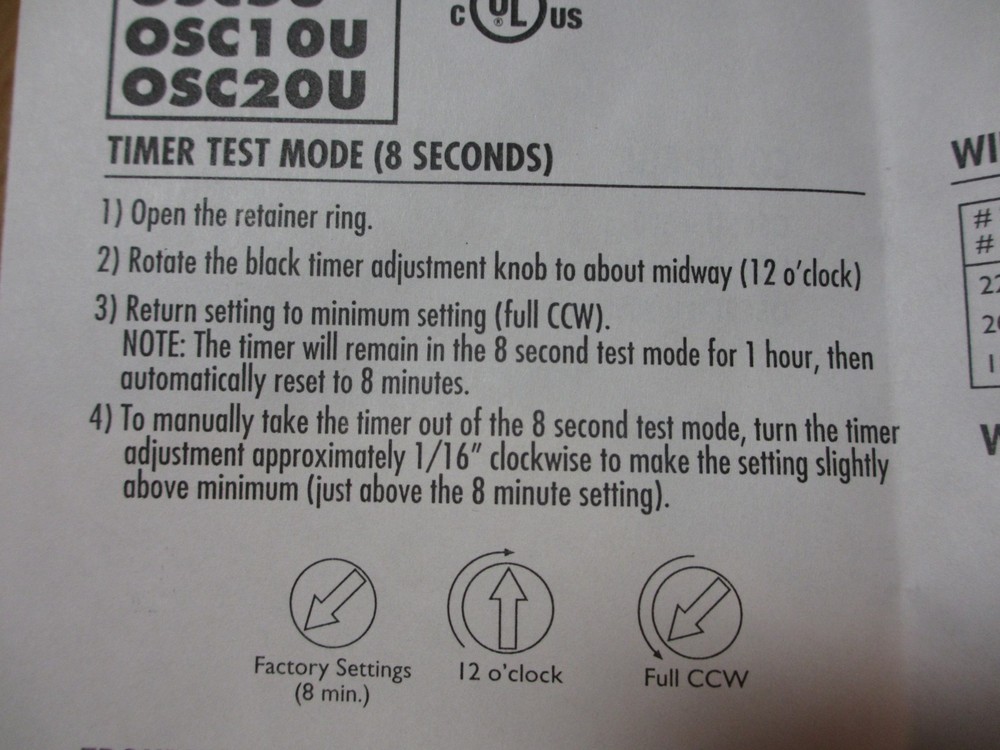 OSC10U
OSC20U
C UL® US
TIMER TEST MODE (8 SECONDS)
1) Open the retainer ring.
2) Rotate the black timer adjustment knob to about midway (12 o'clock)
3) Return setting to minimum setting (full CCW).
NOTE: The timer will remain in the 8 second test mode for 1 hour, then
automatically reset to 8 minutes.
4) To manually take the timer out of the 8 second test mode, turn the timer
adjustment approximately 1/16" clockwise to make the setting slightly
above minimum (just above the 8 minute setting).
Factory Settings
(8 min.)
12 o'clock
Full CCW
WI
#
#
22
20
1